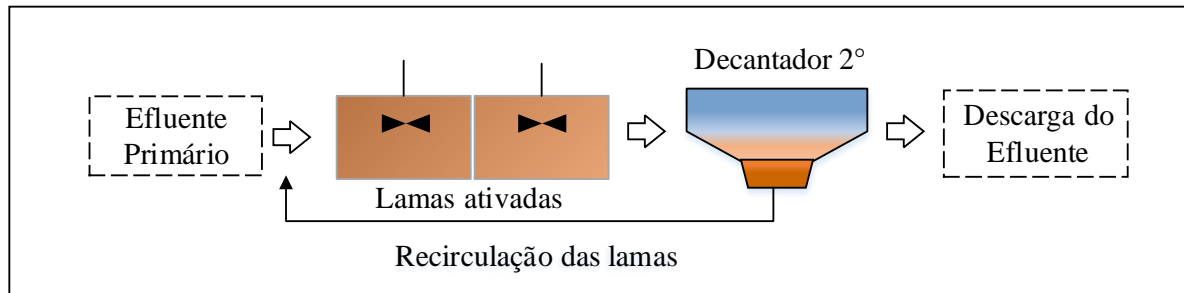 Decantador 2°
Efluente
Primário
Descarga do
Efluente
Lamas ativadas
Recirculação das lamas